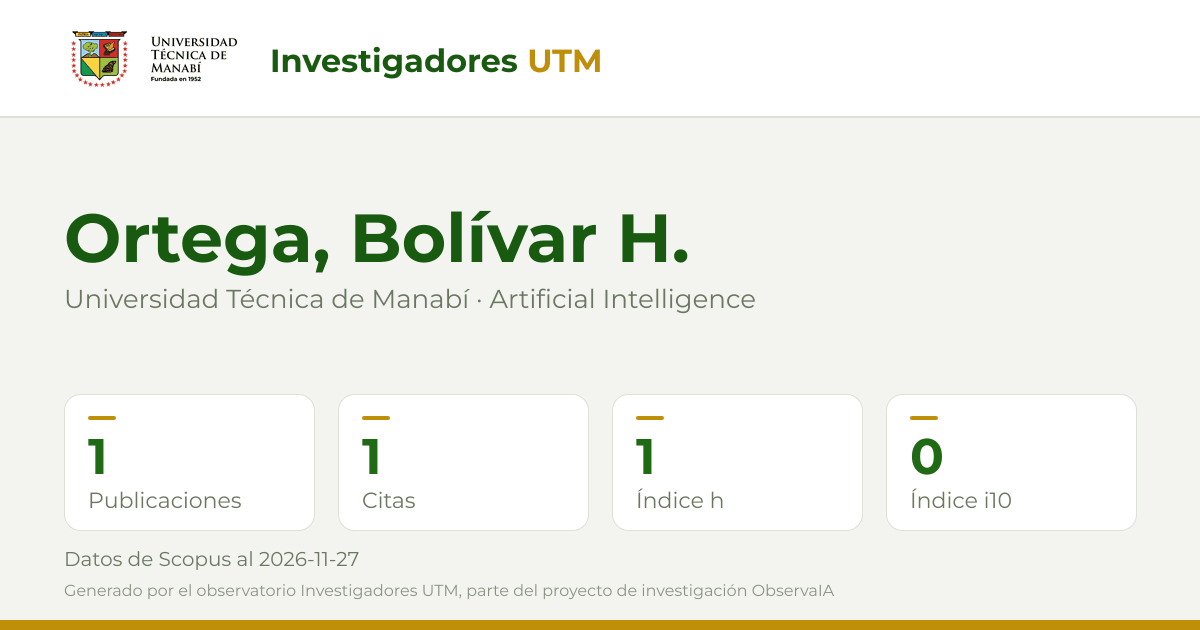 UNIVERSIDAD
TÉCNICA DE
MANABÍ
Fundada en 1952
Investigadores UTM
Ortega, Bolívar H.
Universidad Técnica de Manabí · Artificial Intelligence
1
Publicaciones
1
Citas
1
Índice h
0
Índice i10
Datos de Scopus al 2026-11-27
Generado por el observatorio Investigadores UTM, parte del proyecto de investigación ObservaIA